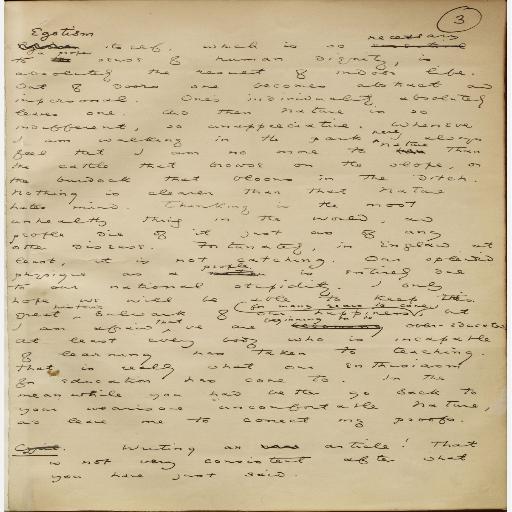 3
Egotism necessary
itself, which is so essential
to a proper sense of human dignity, is
absolutely the result of indoor life.
Out of doors one becomes abstract and
impersonal. One's individuality absolutely
leaves one. And then Nature is so
indifferent, so unappreciative. Whenever
I am walking in the park here, I always
feel that I am no more to Nature than
the cattle that browse on the slope, or
the burdock that blooms in the ditch.
Nothing is clearer than that Nature
hates mind. Thinking is the most
unhealthy thing in the world, and
people die of it just as of any
other disease. Fortunately, in England at
least, it is not catching. Our splendid
physique as a people is entirely due
to our national stupidity. I only
hope we will be able to keep this
great historic bulwark of our happiness for many years to come, but
I am afraid that we are beginning to be over-educated
at least every body who is incapable
of learning has taken to teaching.
That is really what our enthusiasm
for education has come to. In the
mean while you had better go back to
your wearisome uncomfortable Nature,
and leave me to correct my proofs.
Cyril. Writing an article! That
is not very consistent after what
you have just said.